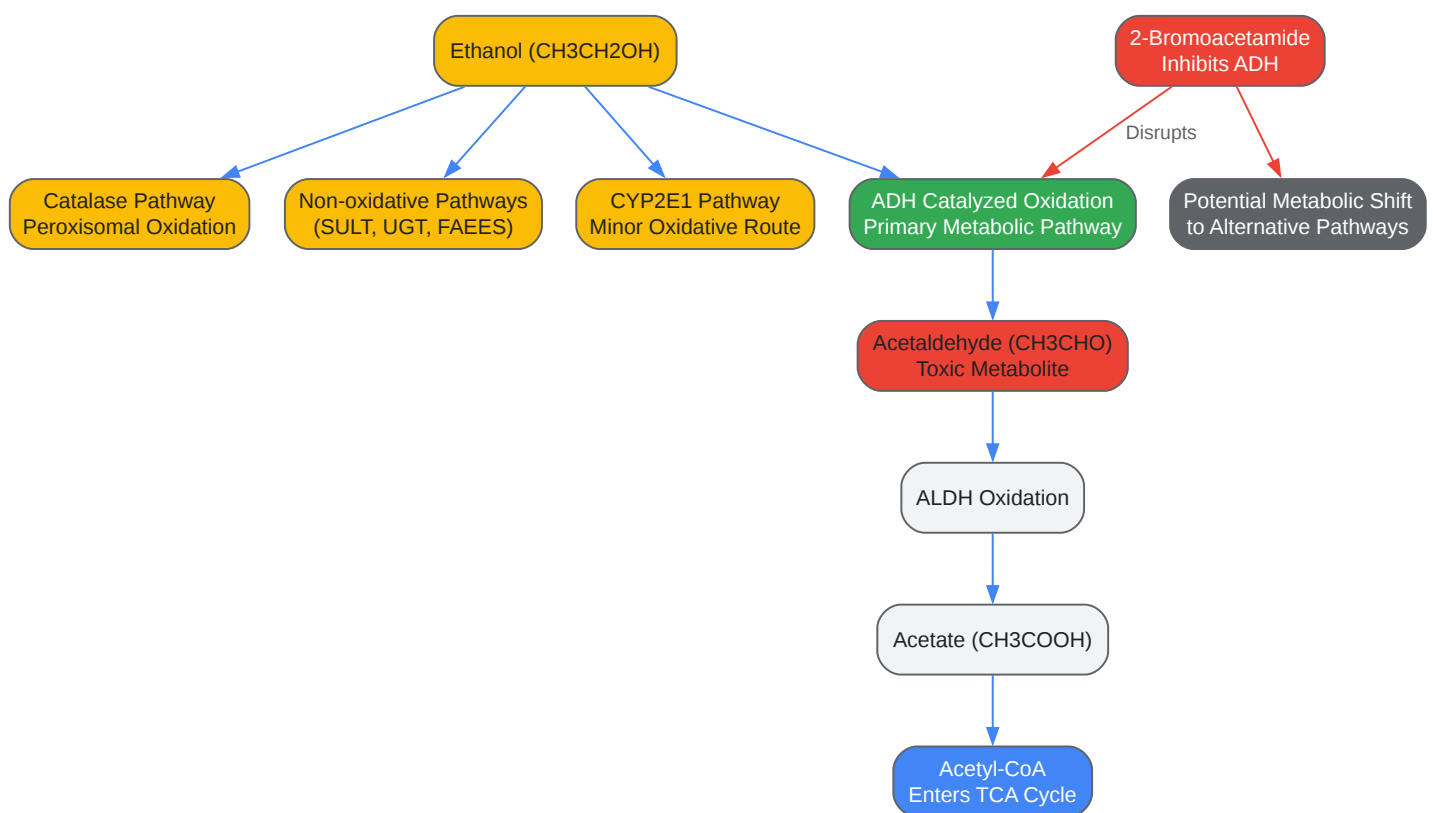 Ethanol (CH3CH2OH)
2-Bromoacetamide
Inhibits ADH
Disrupts
Catalase Pathway
Peroxisomal Oxidation
Non-oxidative Pathways
(SULT, UGT, FAEES)
CYP2E1 Pathway
Minor Oxidative Route
ADH Catalyzed Oxidation
Primary Metabolic Pathway
Potential Metabolic Shift
to Alternative Pathways
Acetaldehyde (CH3CHO)
Toxic Metabolite
ALDH Oxidation
Acetate (CH3COOH)
Acetyl-CoA
Enters TCA Cycle